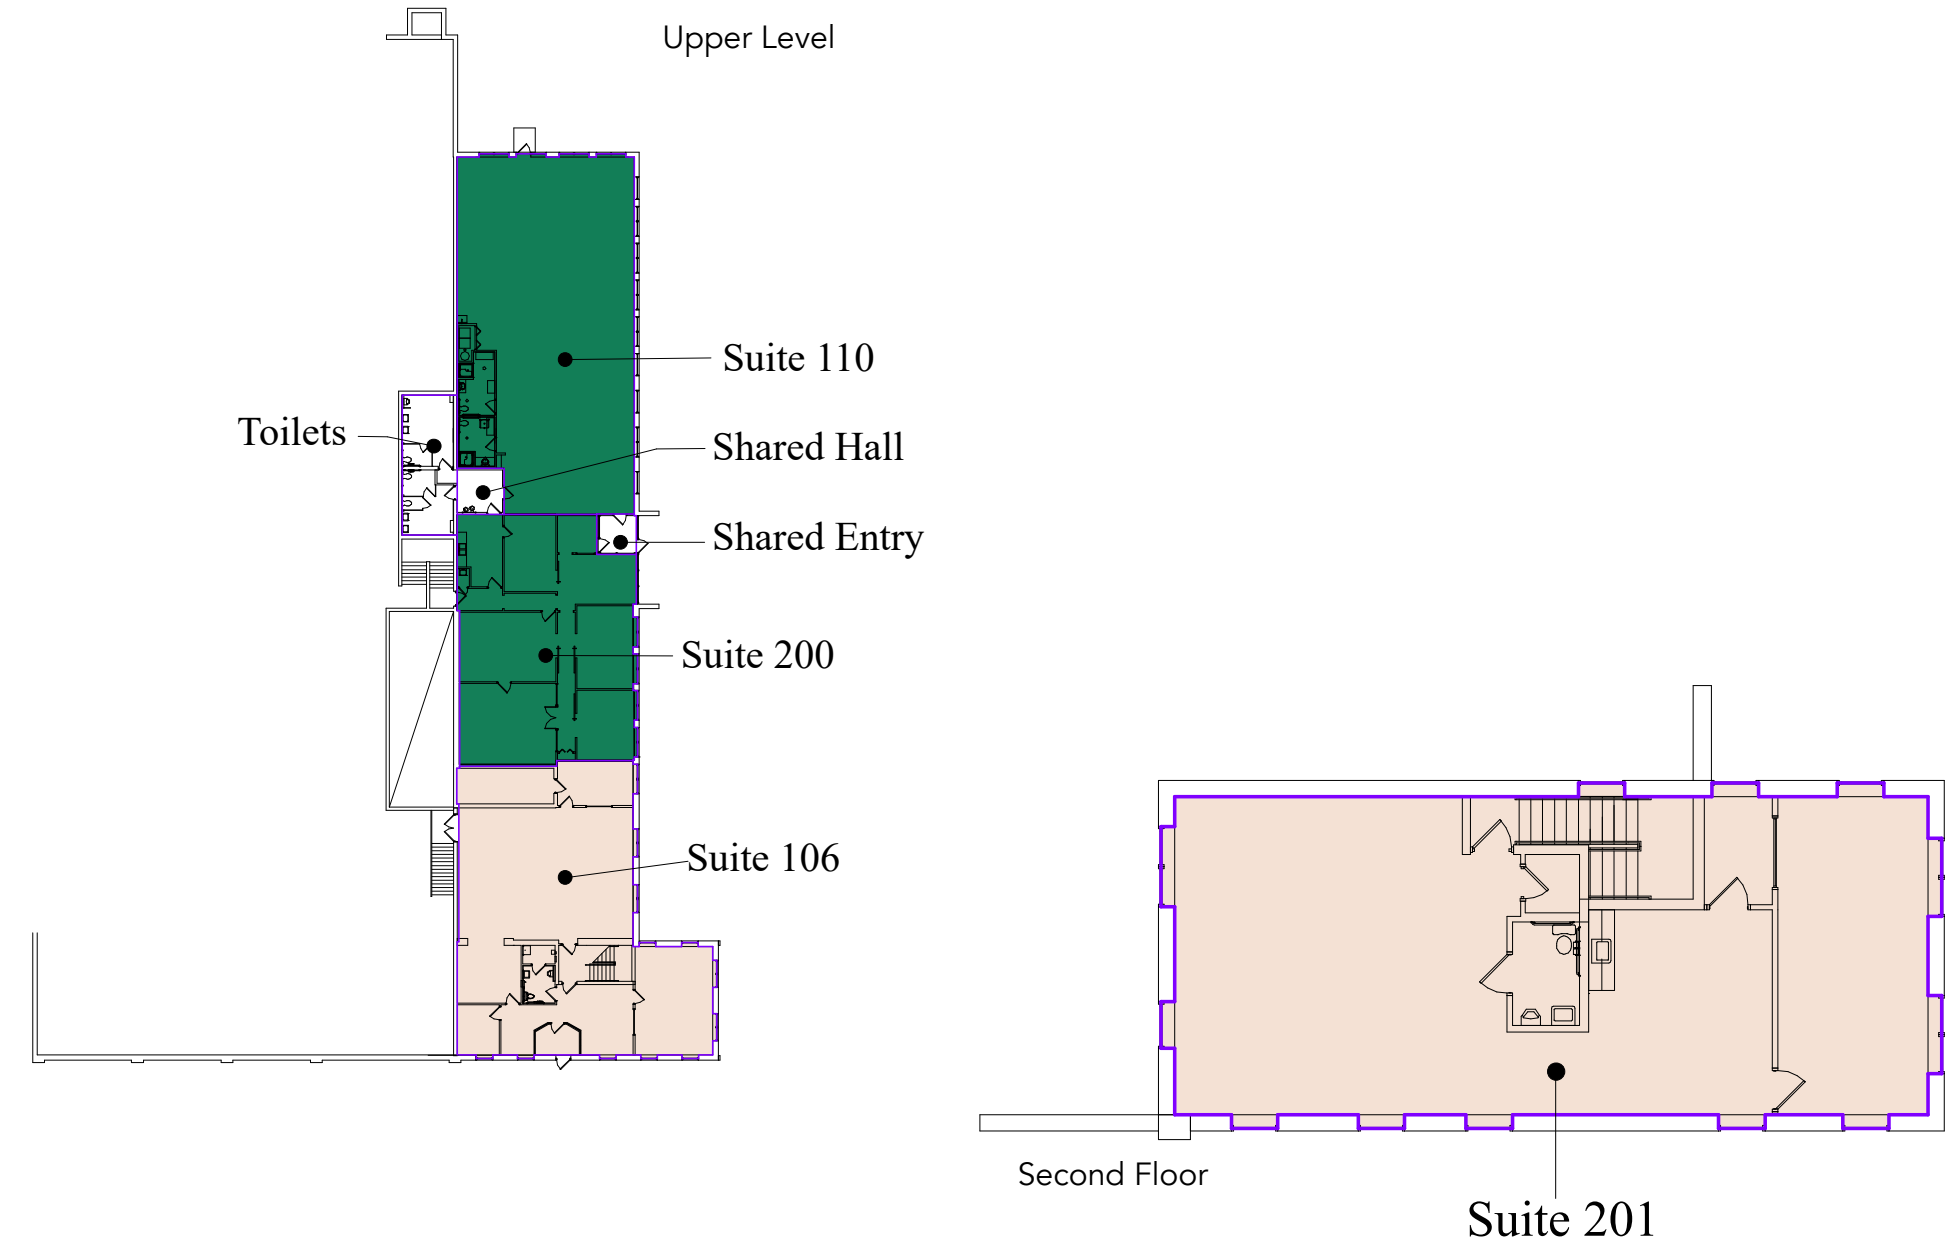 Upper Level
Suite 110
Toilets
Shared Hall
Shared Entry
Suite 200
Suite 106
Second Floor
Suite 201